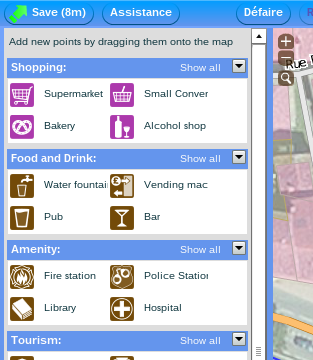 Save (8m) Assistance Défaire
Add new points by dragging them onto the map
Shopping: Show all
Supermarket Small Conver
Bakery Alcohol shop
Food and Drink: Show all
Water fountai Vending mac
Pub Bar
Amenity: Show all
Fire station Police Station
Library Hospital
Tourism: Show all
Rue